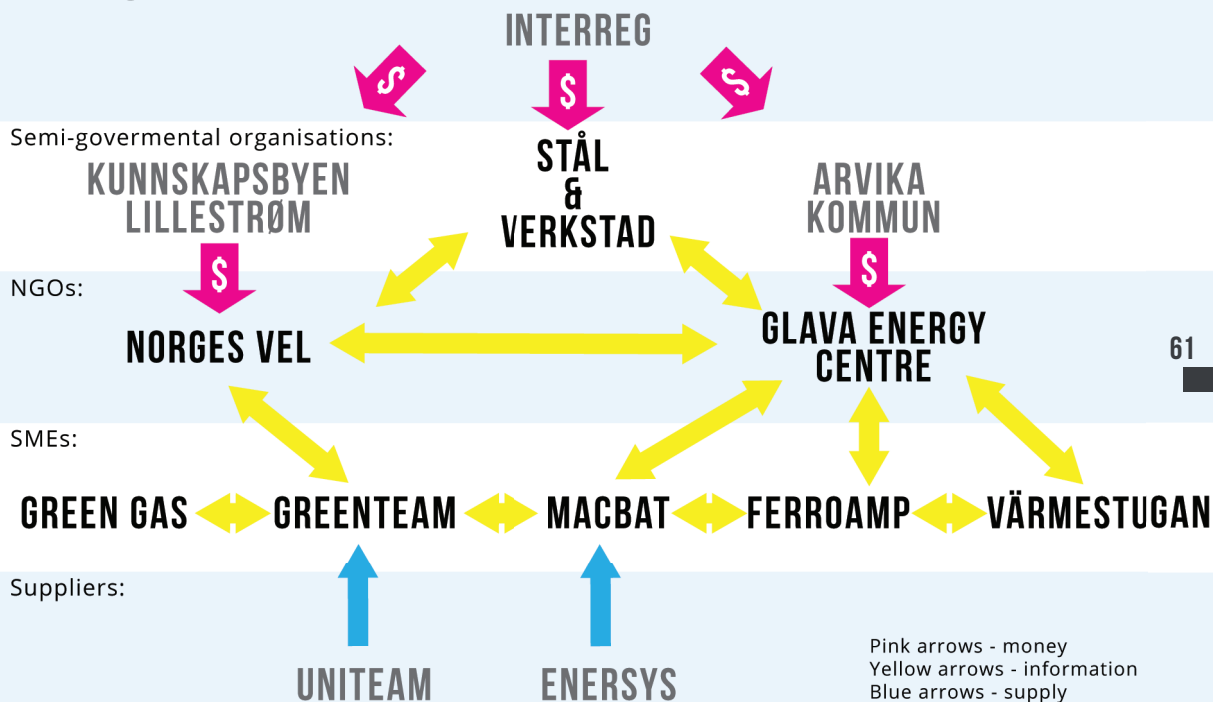 INTERREG
$ $ $
Semi-govermental organisations:
KUNNSKAPSBYEN
LILLESTRØM
STÅL
&
VERKSTAD
ARVIKA
KOMMUN
$ $
NGOs:
NORGES VEL
GLAVA ENERGY
CENTRE
61
SMEs:
GREEN GAS GREENTEAM MACBAT FERROAMP VÄRMESTUGAN
Suppliers:
UNITEAM ENERSYS
Pink arrows - money
Yellow arrows - information
Blue arrows - supply